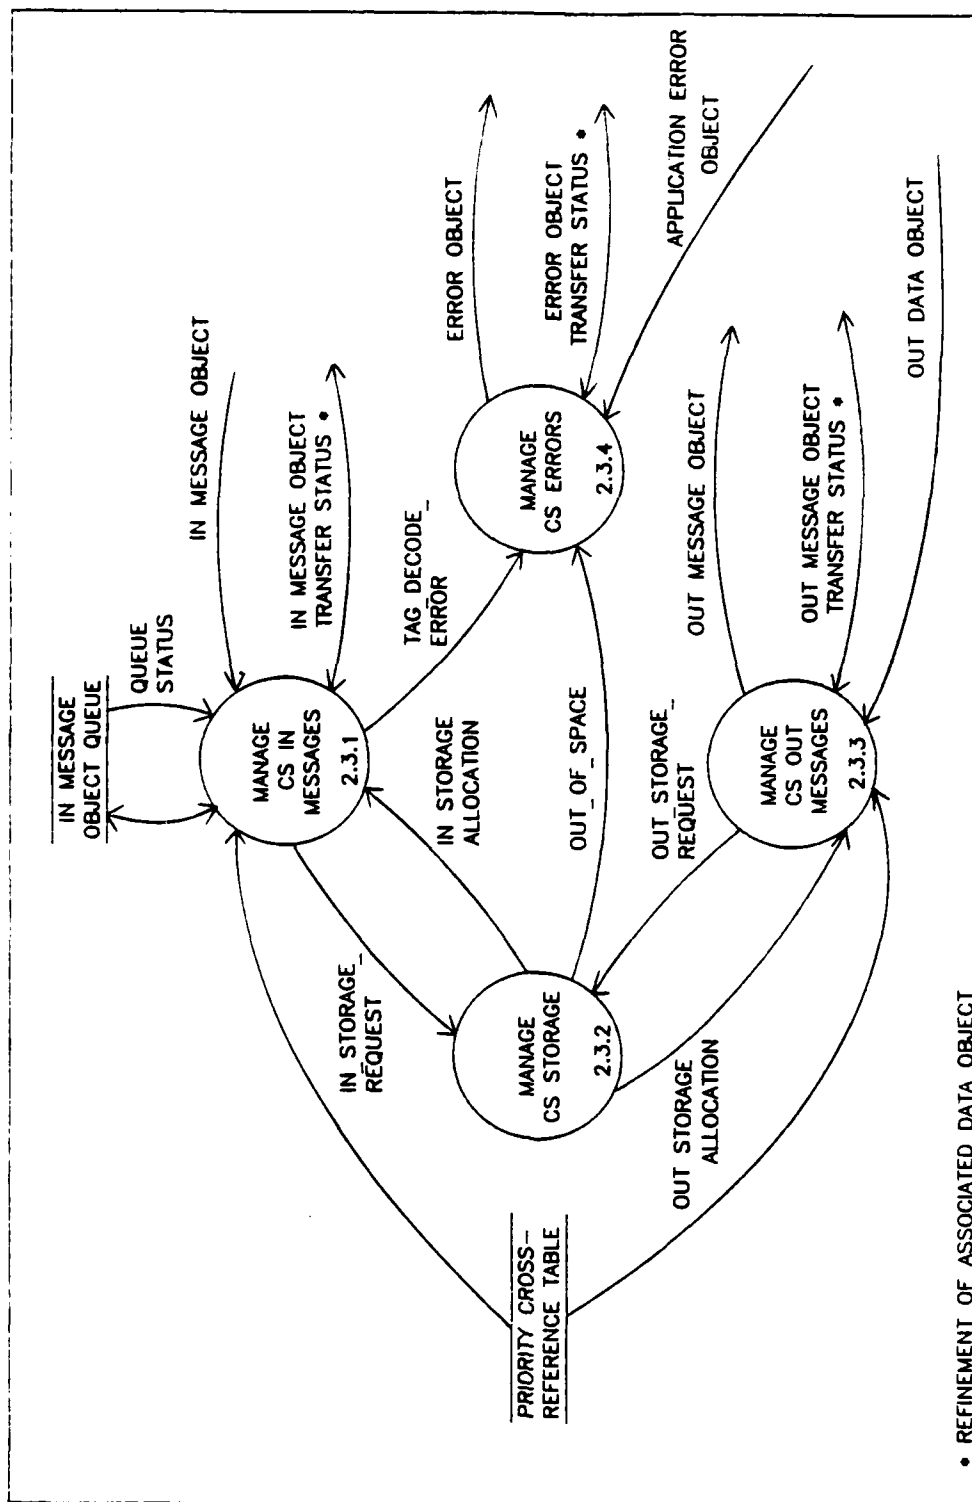 IN MESSAGE
OBJECT QUEUE
QUEUE
STATUS
IN MESSAGE OBJECT
IN MESSAGE OBJECT
TRANSFER STATUS *
MANAGE
CS IN
MESSAGES
2.3.1
TAG_DECODE_
ERROR
ERROR OBJECT
ERROR OBJECT
TRANSFER STATUS *
APPLICATION ERROR
OBJECT
MANAGE
CS ERRORS
2.3.4
IN STORAGE_
REQUEST
IN STORAGE
ALLOCATION
OUT_OF_SPACE
PRIORITY CROSS-
REFERENCE TABLE
MANAGE
CS STORAGE
2.3.2
OUT_STORAGE_
REQUEST
OUT STORAGE
ALLOCATION
MANAGE
CS OUT
MESSAGES
2.3.3
OUT MESSAGE OBJECT
OUT MESSAGE OBJECT
TRANSFER STATUS *
OUT DATA OBJECT
* REFINEMENT OF ASSOCIATED DATA OBJECT